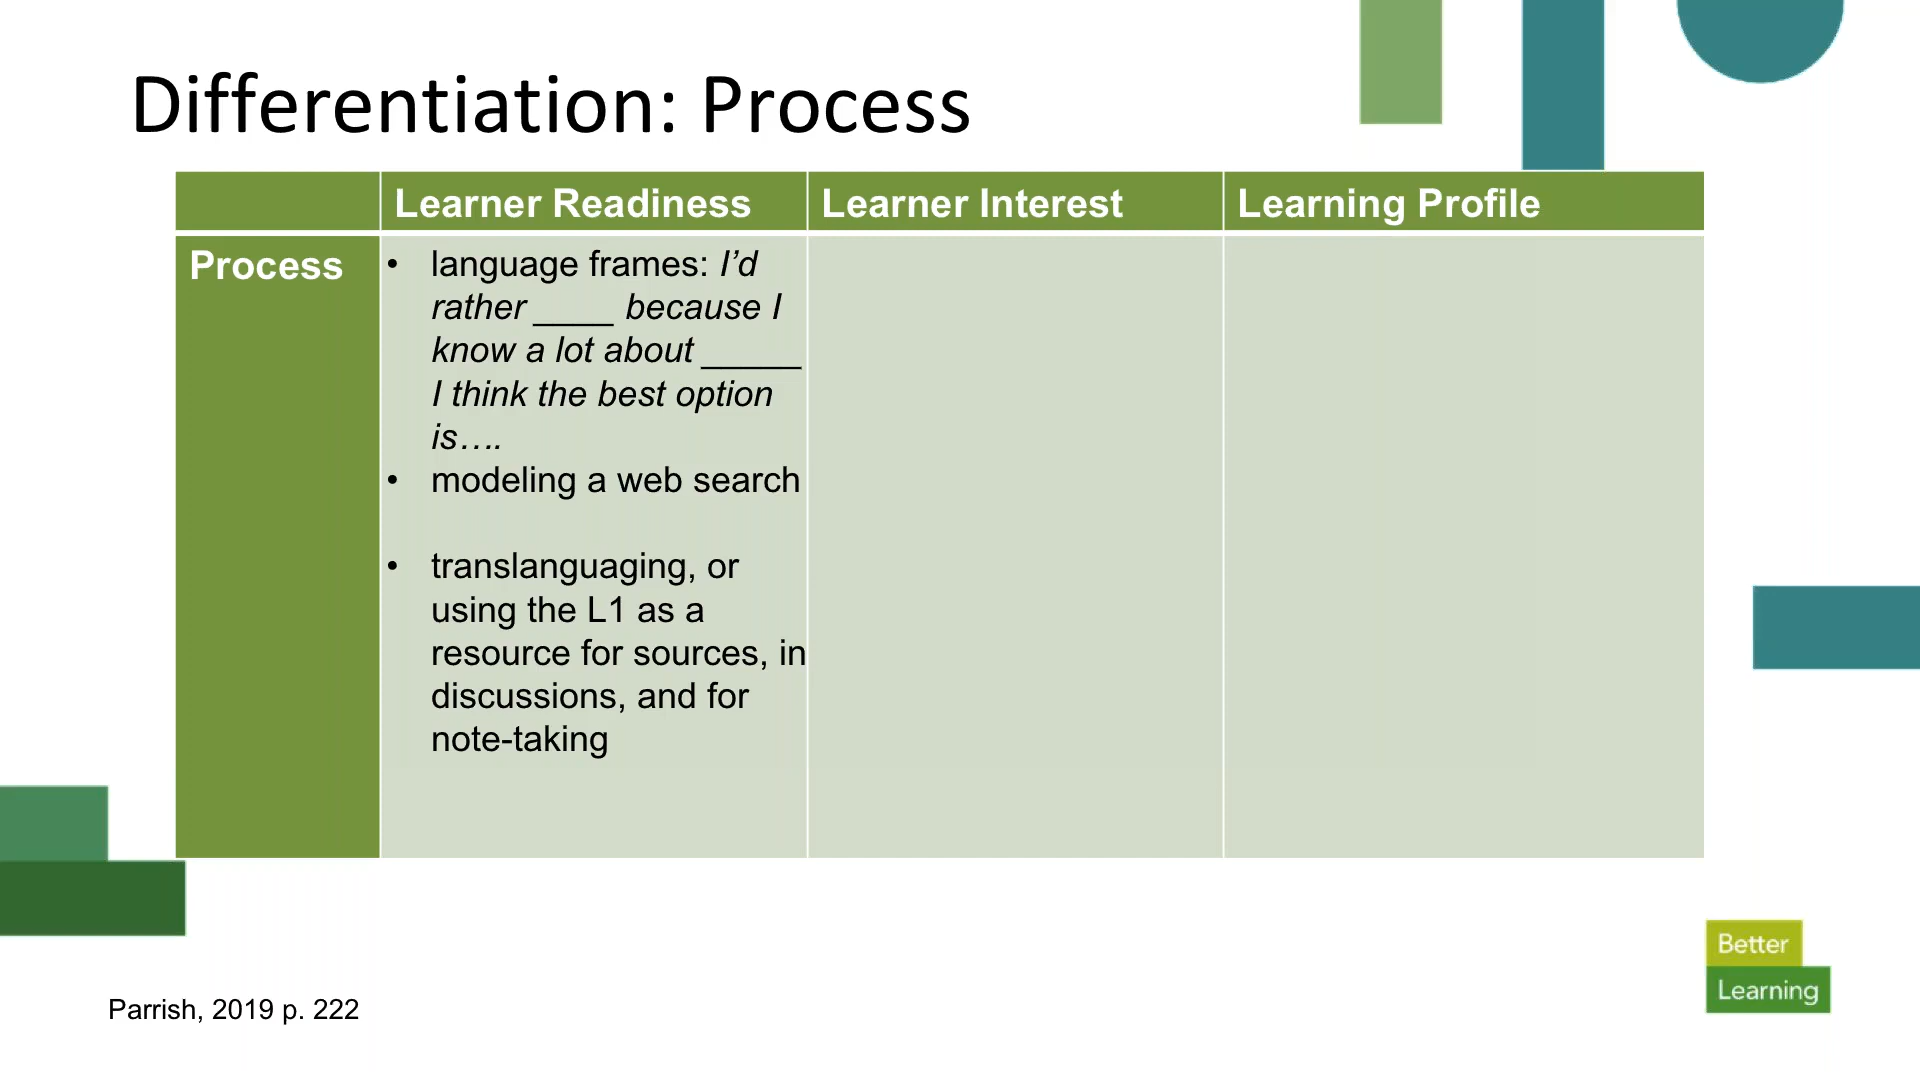 Differentiation: Process
Learner Readiness
Learner Interest
Learning Profile
Process
• language frames: I’d
rather ____ because I
know a lot about _____
I think the best option
is….
• modeling a web search
• translanguaging, or
using the L1 as a
resource for sources, in
discussions, and for
note-taking
Better
Learning
Parrish, 2019 p. 222